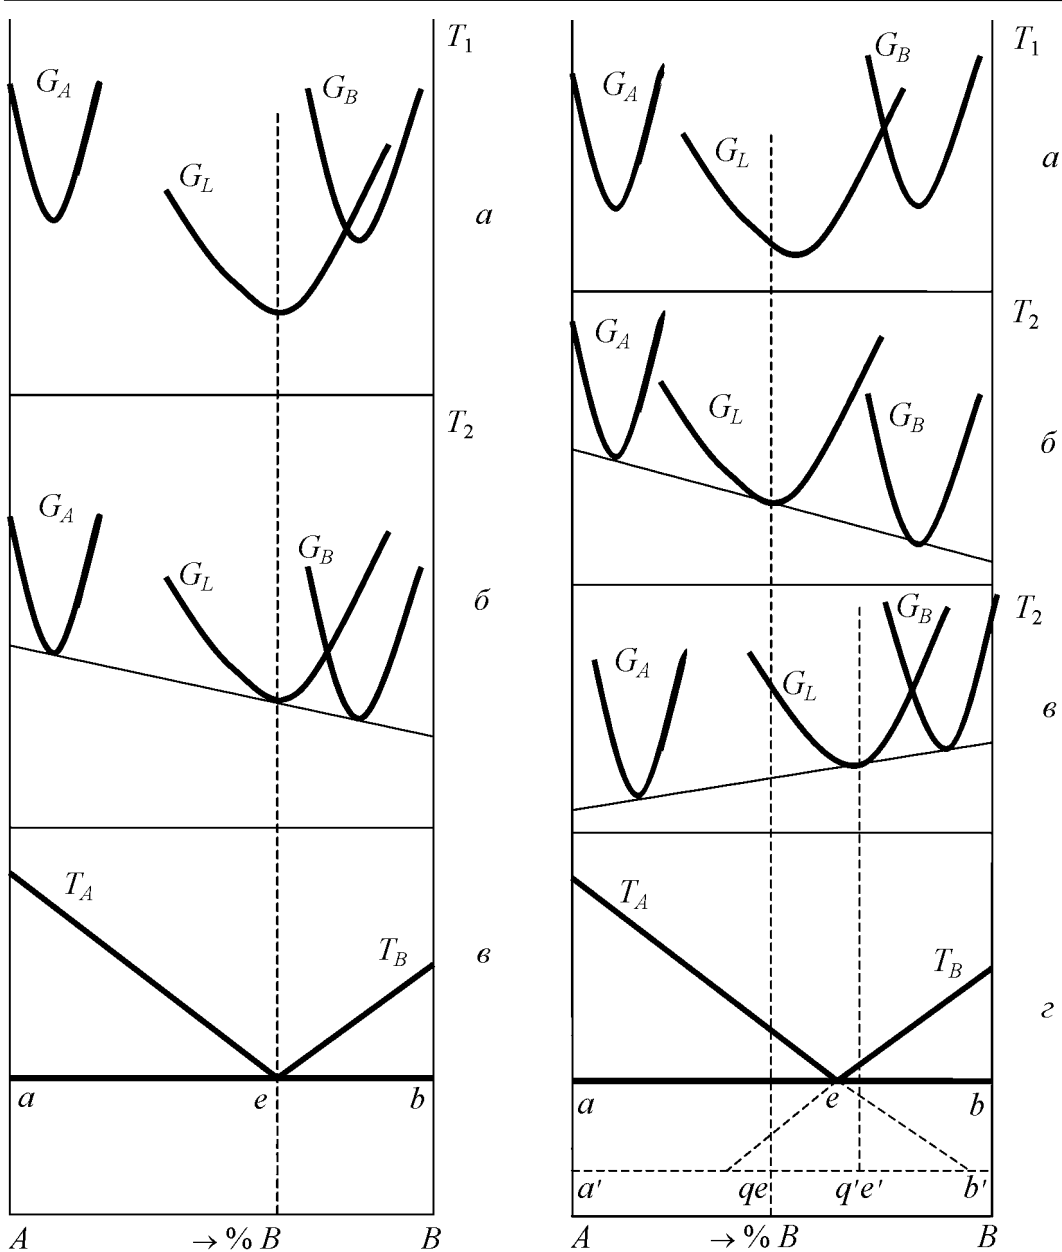 T₁
G_A
G_B
G_L
а
T₂
G_A
G_B
G_L
б
T_A
T_B
в
a
e
b
A
→ % B
B
T₁
G_B
G_A
G_L
а
T₂
G_A
G_L
G_B
б
T₂
G_B
G_A
G_L
в
T_A
T_B
г
a
e
b
a'
qe
q'e'
b'
→ % B
B